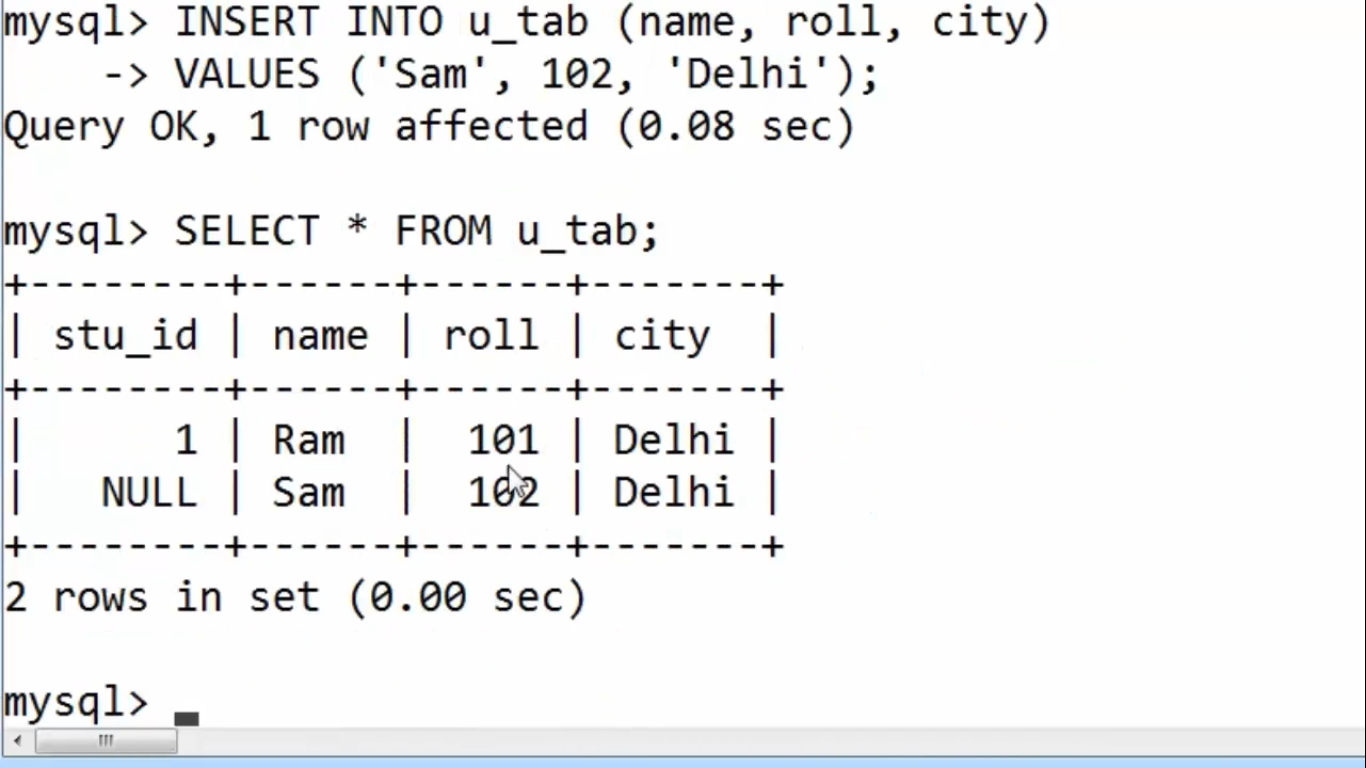 mysql> INSERT INTO u_tab (name, roll, city)
    -> VALUES ('Sam', 102, 'Delhi');
Query OK, 1 row affected (0.08 sec)

mysql> SELECT * FROM u_tab;
+--------+------+------+-------+
| stu_id | name | roll | city  |
+--------+------+------+-------+
|      1 | Ram  |  101 | Delhi |
|   NULL | Sam  |  102 | Delhi |
+--------+------+------+-------+
2 rows in set (0.00 sec)

mysql>